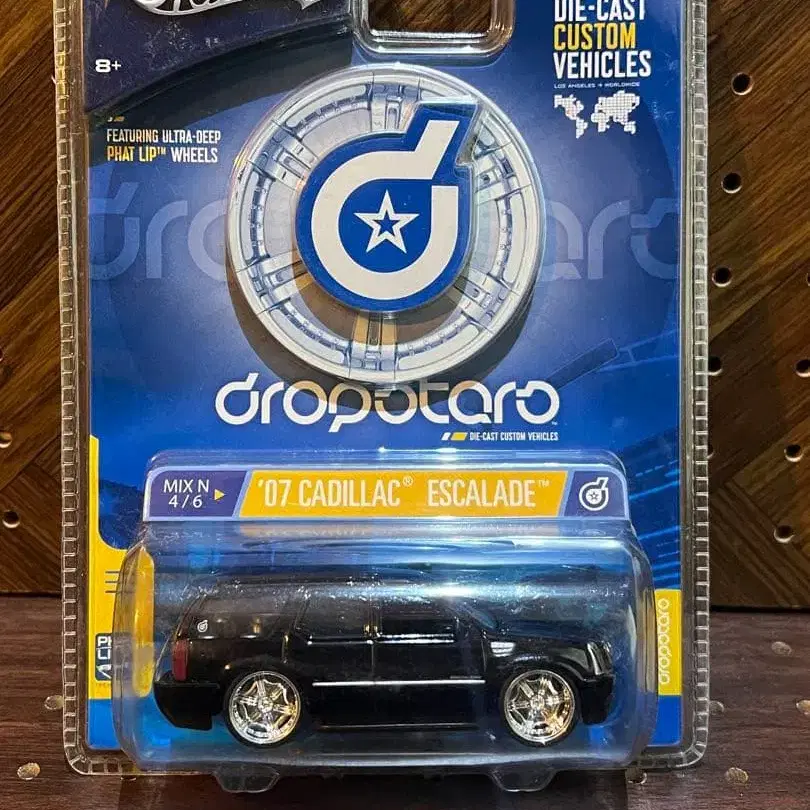 DIE-CAST
CUSTOM
VEHICLES
LOS ANGELES + WORLDWIDE
8+
FEATURING ULTRA-DEEP
PHAT LIP™ WHEELS
dropstars
DIE-CAST CUSTOM VEHICLES
MIX N
4/6
'07 CADILLAC® ESCALADE™
dropstars